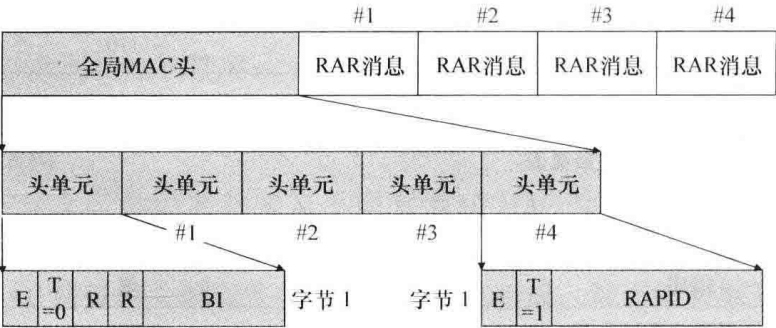 #1 #2 #3 #4
全局MAC头 RAR消息 RAR消息 RAR消息 RAR消息
头单元 头单元 头单元 头单元 头单元
#1 #2 #3 #4
E T=0 R R BI 字节1 字节1 E T=1 RAPID